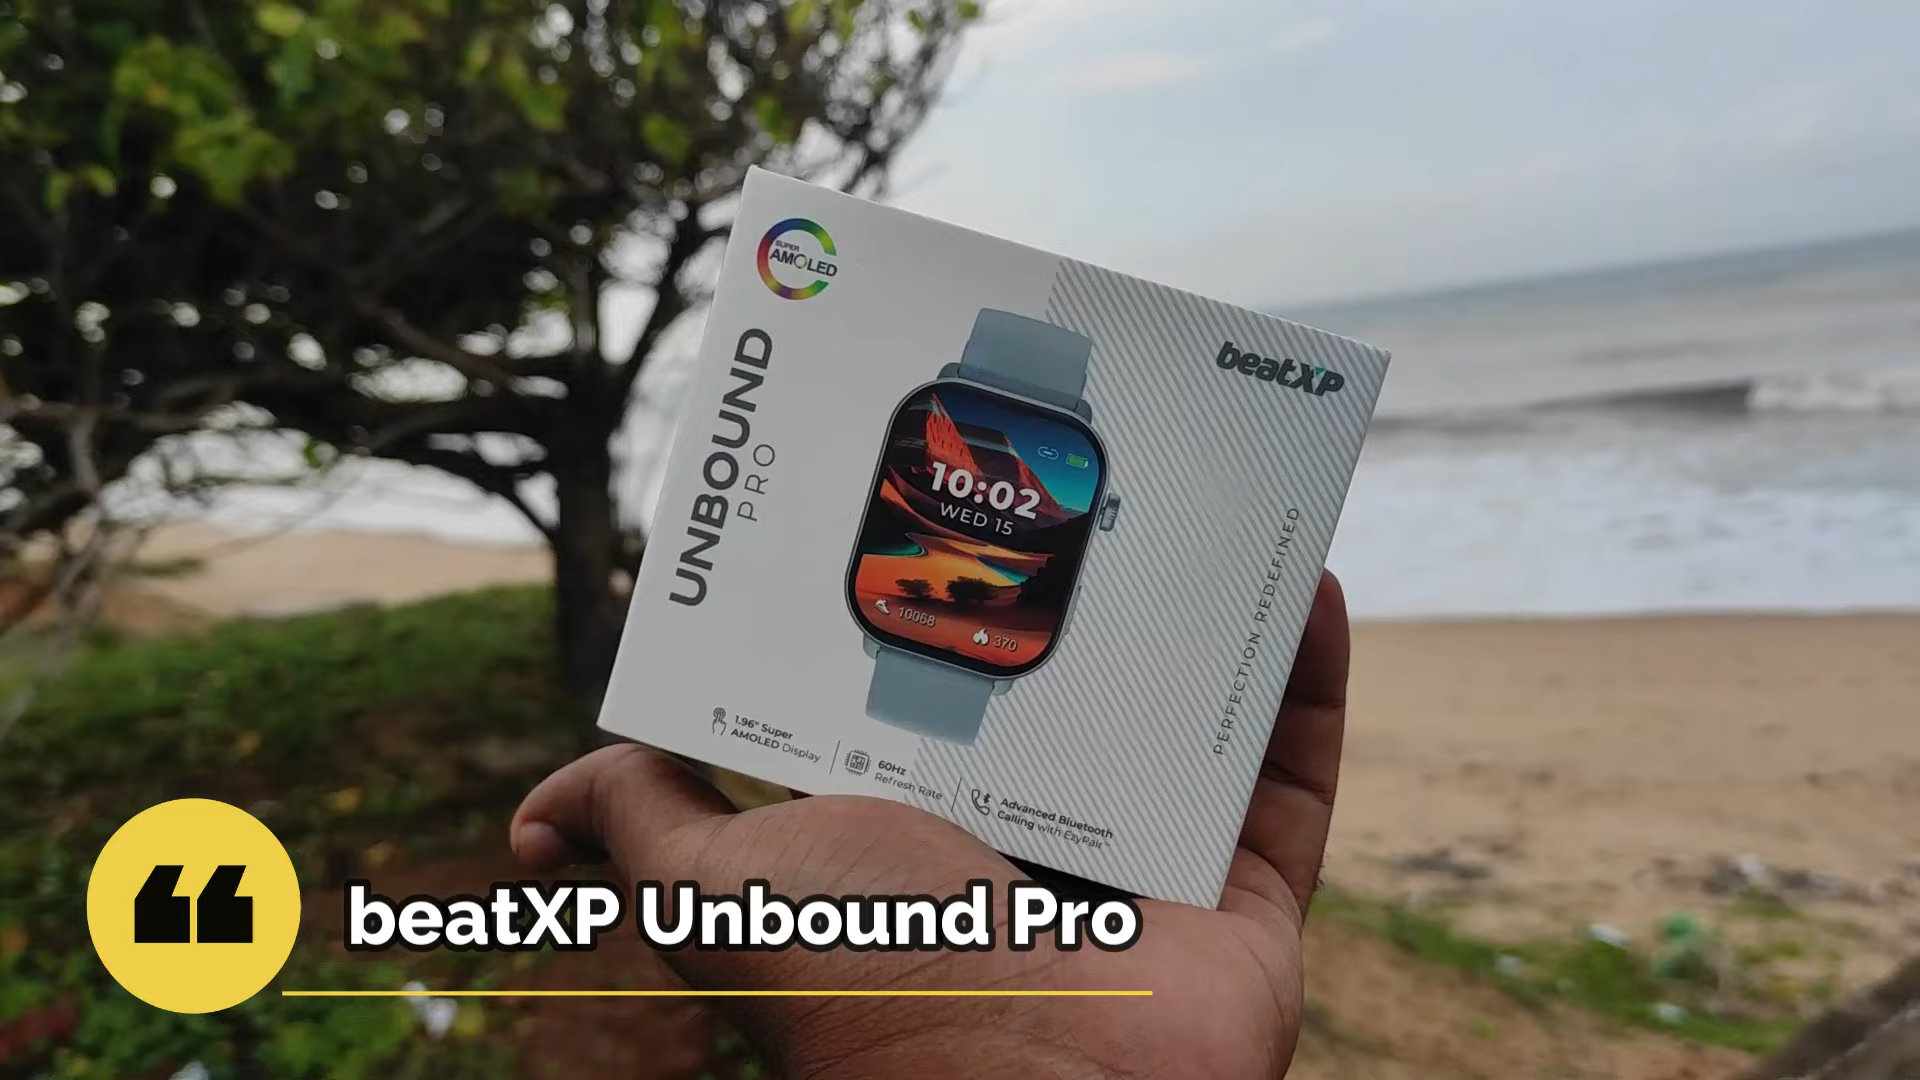 SUPER
AMOLED
UNBOUND
PRO
beatXP
10:02
WED 15
10068
370
PERFECTION REDEFINED
1.96" Super
AMOLED Display
60Hz
Refresh Rate
Advanced Bluetooth
Calling with EzyPair™
beatXP Unbound Pro